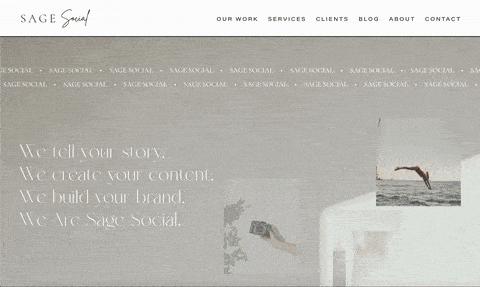 SAGE Social
OUR WORK SERVICES CLIENTS BLOG ABOUT CONTACT
SAGE SOCIAL • SAGE SOCIAL • SAGE SOCIAL • SAGE SOCIAL • SAGE SOCIAL • SAGE SOCIAL • SAGE SOCIAL • SAGE SOCIAL
SAGE SOCIAL • SAGE SOCIAL • SAGE SOCIAL • SAGE SOCIAL • SAGE SOCIAL • SAGE SOCIAL • SAGE SOCIAL • SAGE SOCIAL
We tell your story.
We create your content.
We build your brand.
We Are Sage Social.